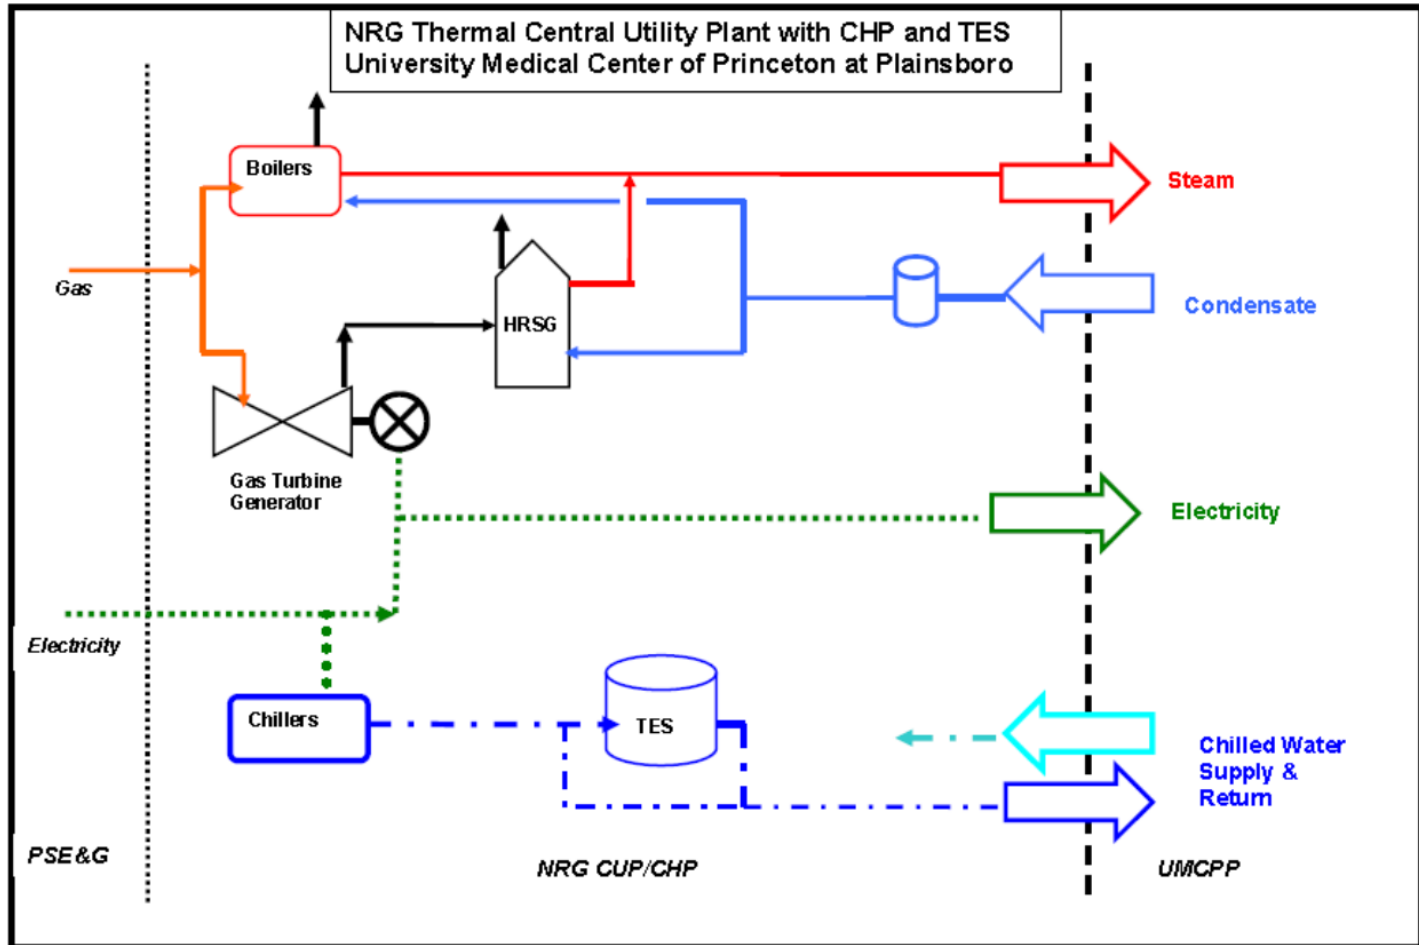 NRG Thermal Central Utility Plant with CHP and TES
University Medical Center of Princeton at Plainsboro
Boilers
Steam
Gas
HRSG
Condensate
Gas Turbine
Generator
Electricity
Electricity
Chillers
TES
Chilled Water
Supply &
Return
PSE&G
NRG CUP/CHP
UMCPP